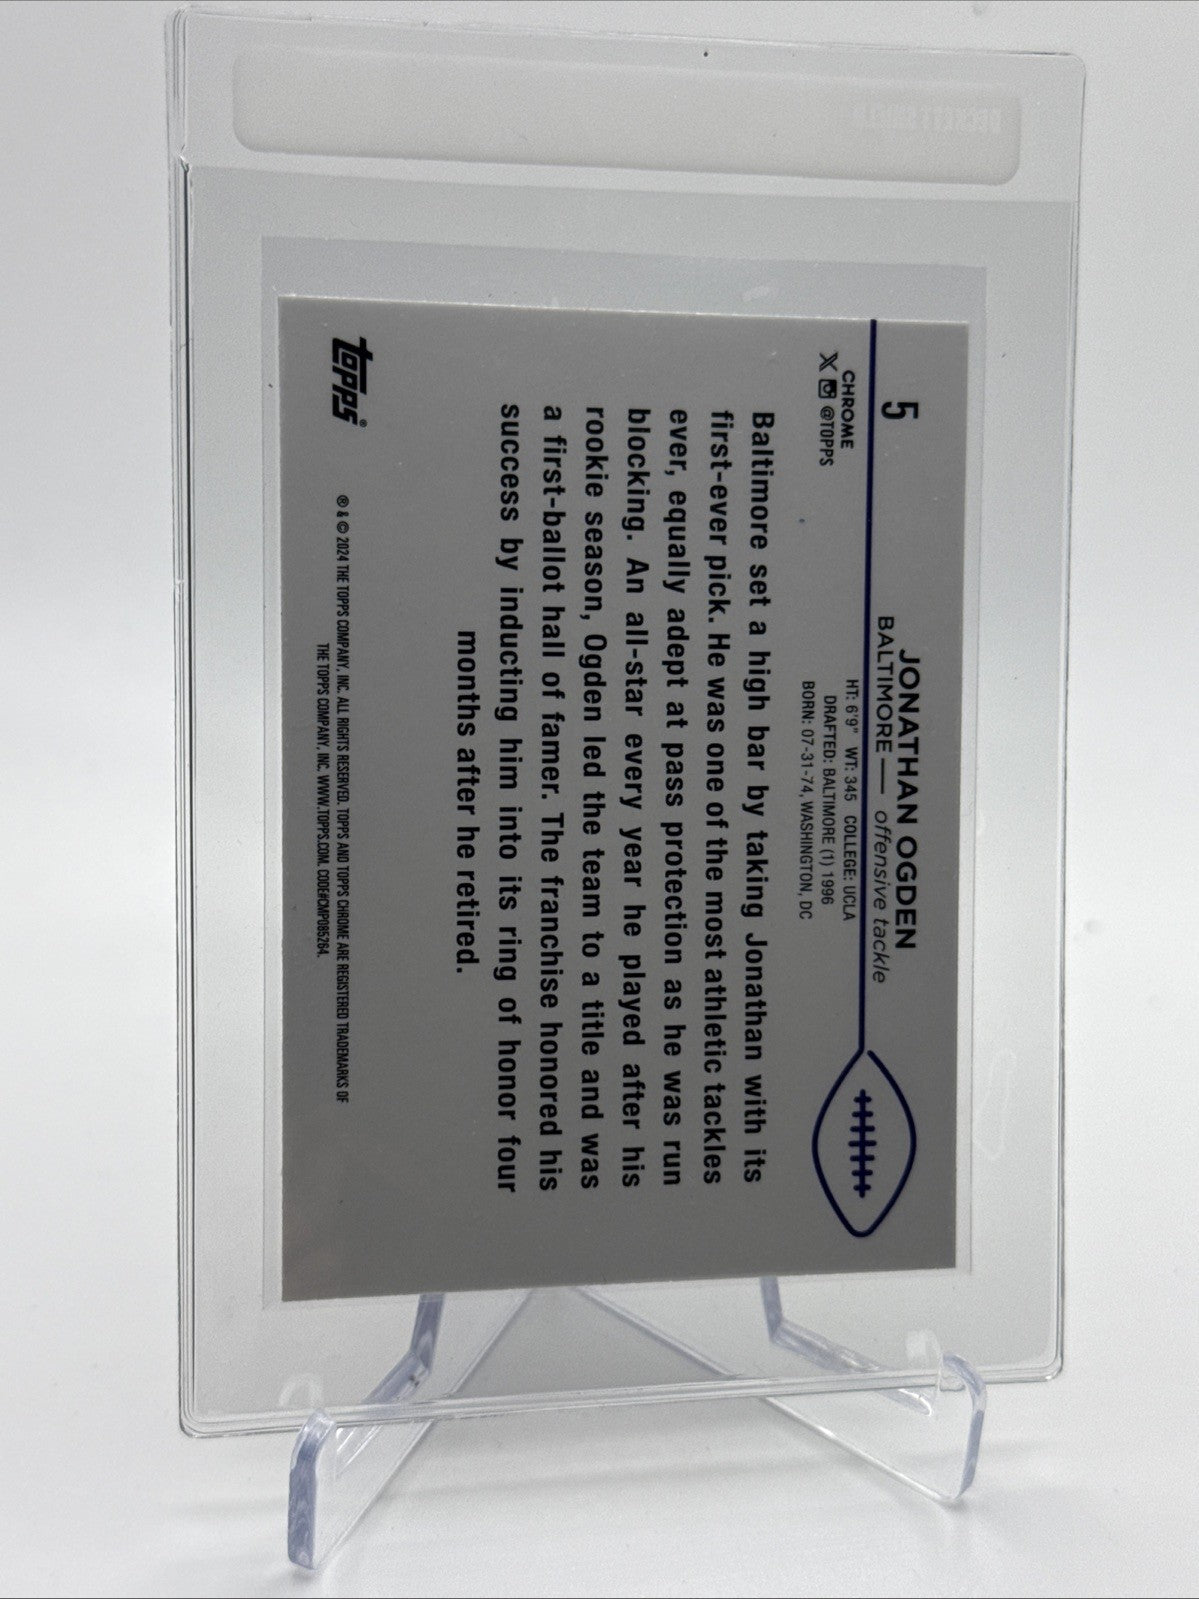 5
JONATHAN OGDEN
BALTIMORE — offensive tackle
CHROME
@TOPPS
HT: 6'9" WT: 345 COLLEGE: UCLA
DRAFTED: BALTIMORE (1) 1996
BORN: 07-31-74, WASHINGTON, DC
Baltimore set a high bar by taking Jonathan with its
first-ever pick. He was one of the most athletic tackles
ever, equally adept at pass protection as he was run
blocking. An all-star every year he played after his
rookie season, Ogden led the team to a title and was
a first-ballot hall of famer. The franchise honored his
success by inducting him into its ring of honor four
months after he retired.
topps®
® & © 2024 THE TOPPS COMPANY, INC. ALL RIGHTS RESERVED. TOPPS AND TOPPS CHROME ARE REGISTERED TRADEMARKS OF
THE TOPPS COMPANY, INC. WWW.TOPPS.COM. CODE#CMP085264.